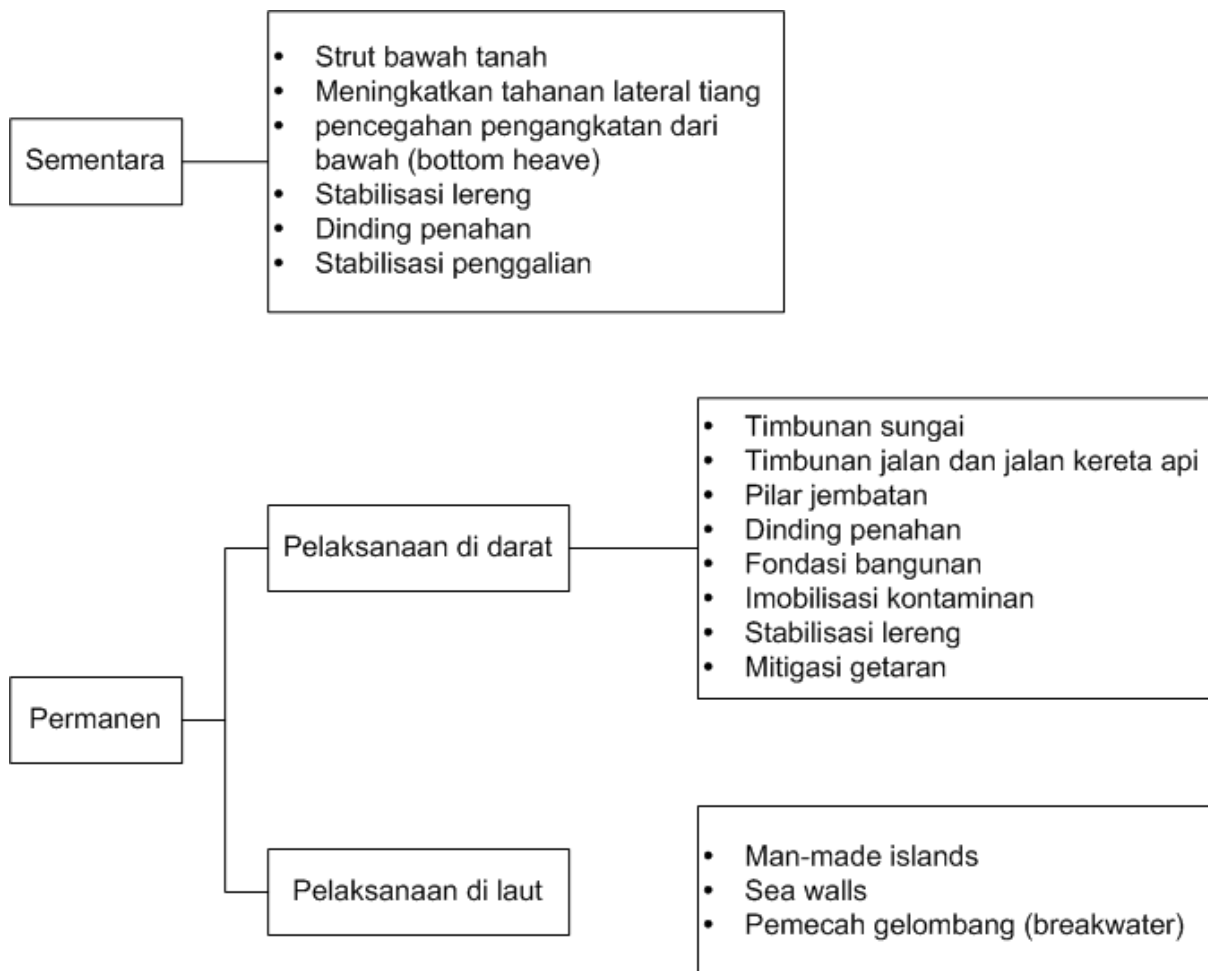 Sementara
• Strut bawah tanah
• Meningkatkan tahanan lateral tiang
• pencegahan pengangkatan dari
bawah (bottom heave)
• Stabilisasi lereng
• Dinding penahan
• Stabilisasi penggalian
Permanen
Pelaksanaan di darat
• Timbunan sungai
• Timbunan jalan dan jalan kereta api
• Pilar jembatan
• Dinding penahan
• Fondasi bangunan
• Imobilisasi kontaminan
• Stabilisasi lereng
• Mitigasi getaran
Pelaksanaan di laut
• Man-made islands
• Sea walls
• Pemecah gelombang (breakwater)